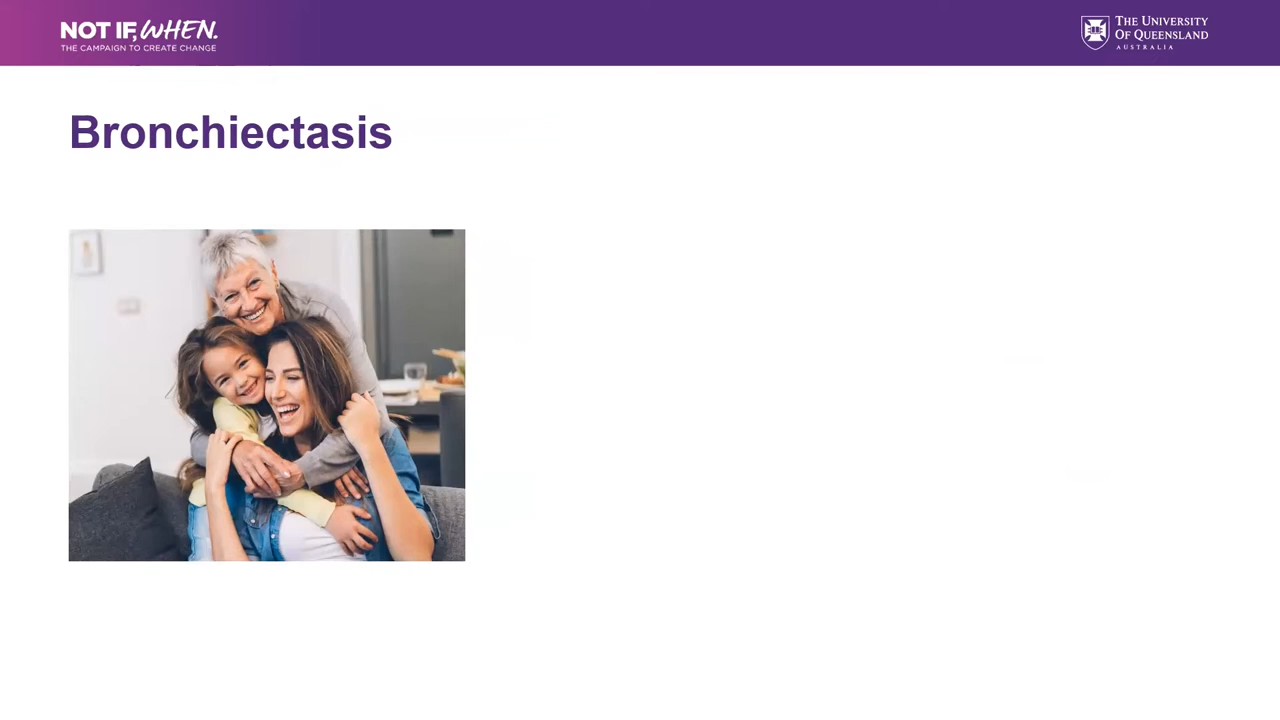 NOT IF, WHEN.
THE CAMPAIGN TO CREATE CHANGE
THE UNIVERSITY
OF QUEENSLAND
AUSTRALIA
Bronchiectasis